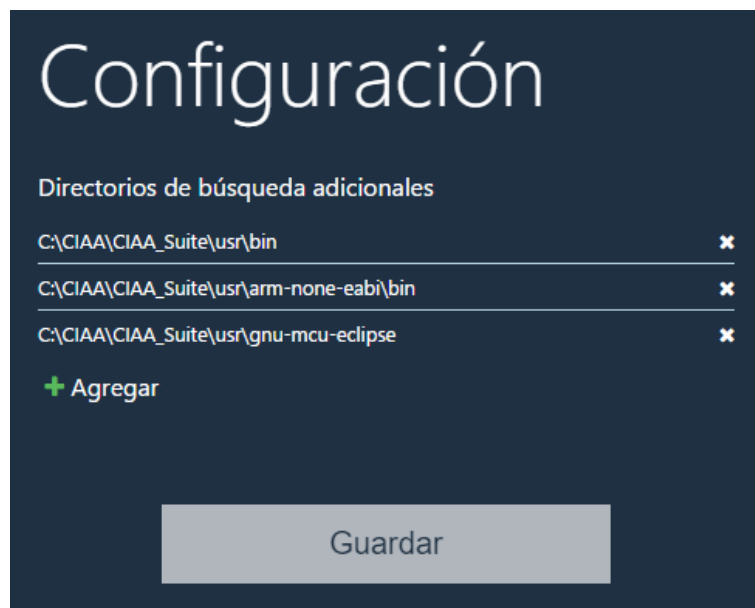 Configuración
Directorios de búsqueda adicionales
C:\CIAA\CIAA_Suite\usr\bin
C:\CIAA\CIAA_Suite\usr\arm-none-eabi\bin
C:\CIAA\CIAA_Suite\usr\gnu-mcu-eclipse
Agregar
Guardar